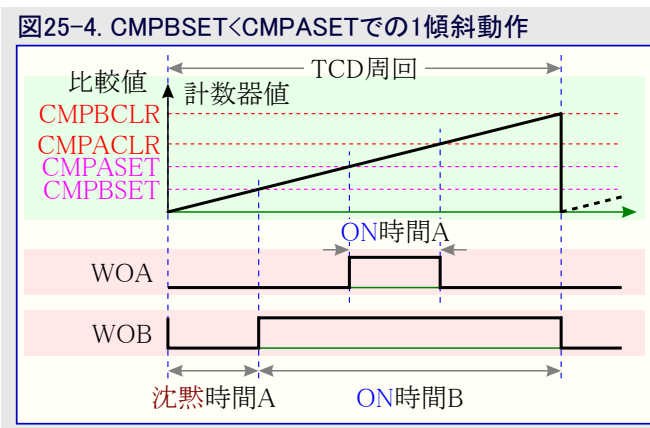 図25-4. CMPBSET<CMPASETでの1傾斜動作
TCD周回
比較値
計数器値
CMPBCLR
CMPACLR
CMPASET
CMPBSET
ON時間A
WOA
WOB
沈黙時間A
ON時間B